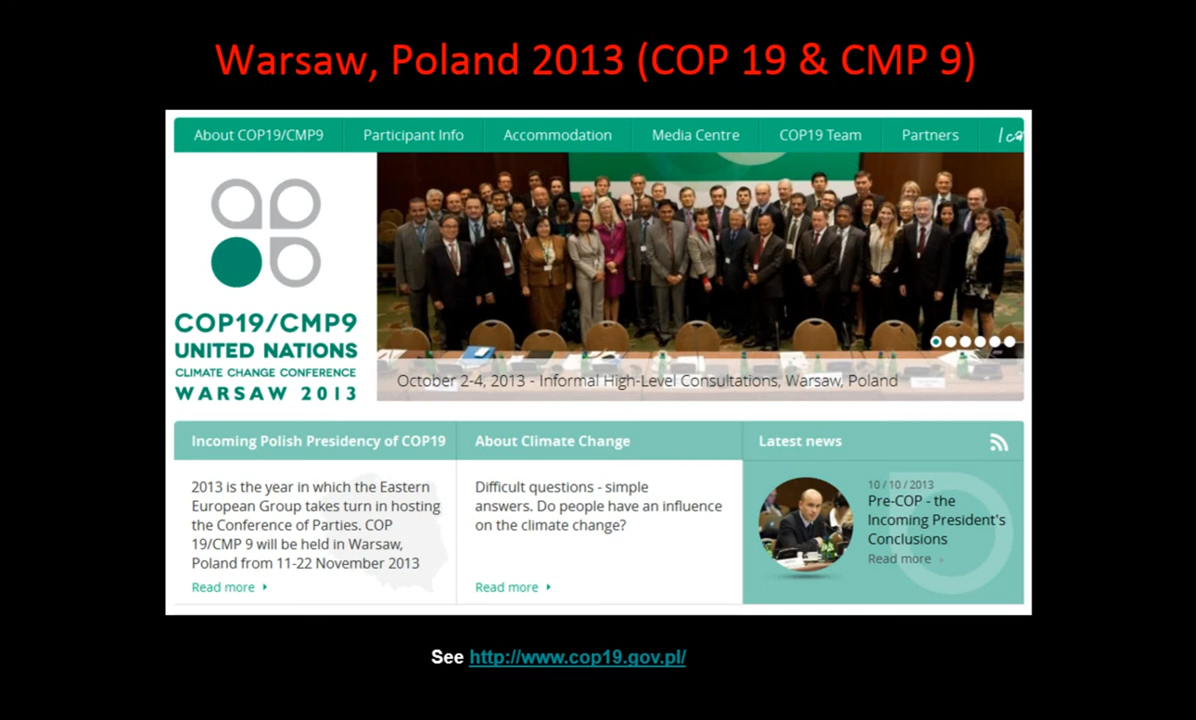 Warsaw, Poland 2013 (COP 19 & CMP 9)
About COP19/CMP9 Participant Info Accommodation Media Centre COP19 Team Partners
COP19/CMP9
UNITED NATIONS
CLIMATE CHANGE CONFERENCE
WARSAW 2013
October 2-4, 2013 - Informal High-Level Consultations, Warsaw, Poland
Incoming Polish Presidency of COP19
2013 is the year in which the Eastern
European Group takes turn in hosting
the Conference of Parties. COP
19/CMP 9 will be held in Warsaw,
Poland from 11-22 November 2013
Read more
About Climate Change
Difficult questions - simple
answers. Do people have an influence
on the climate change?
Read more
Latest news
10 / 10 / 2013
Pre-COP - the
Incoming President's
Conclusions
Read more
See http://www.cop19.gov.pl/